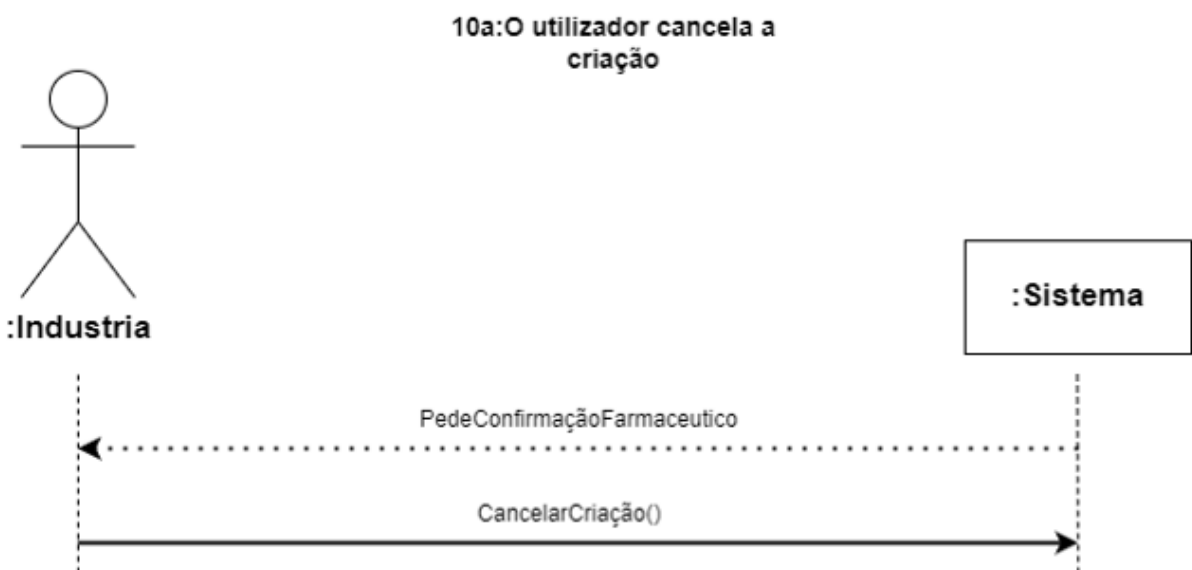 10a:O utilizador cancela a
criação
:Industria
:Sistema
PedeConfirmaçãoFarmaceutico
CancelarCriação()